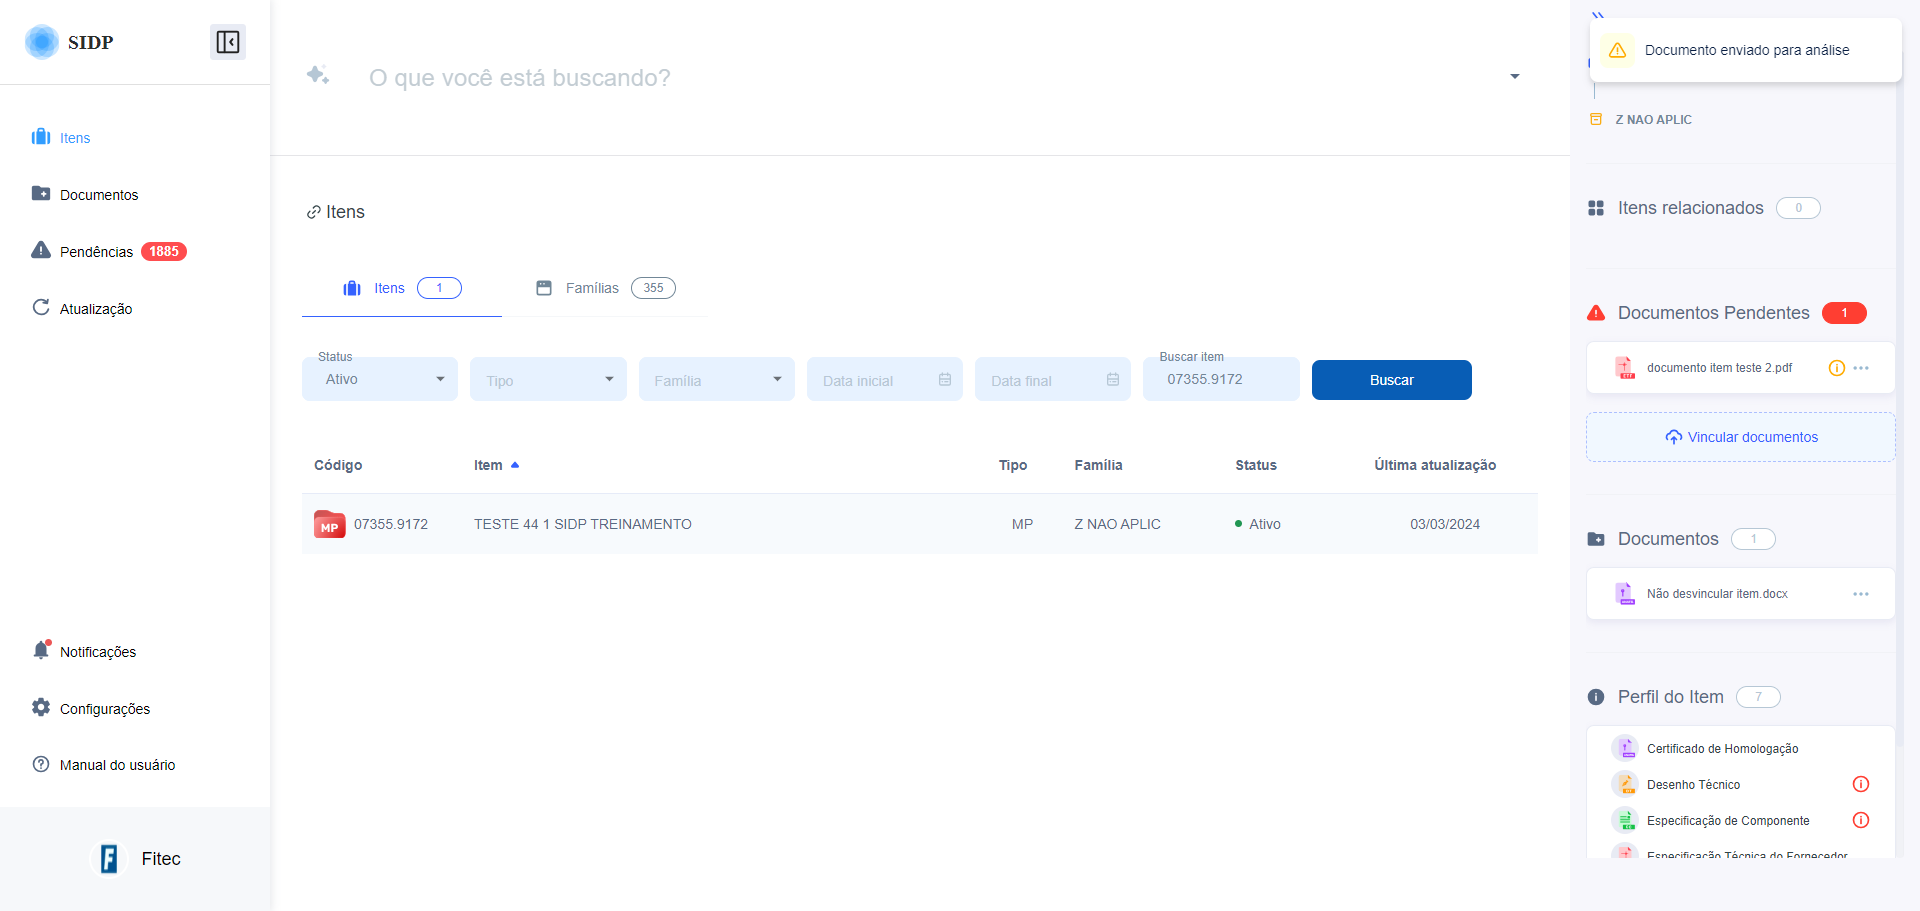 SIDP
Itens
Documentos
Pendências 1885
Atualização
Notificações
Configurações
Manual do usuário
Fitec
O que você está buscando?
Itens
Itens 1
Famílias 355
Status
Ativo
Tipo
Família
Data inicial
Data final
Buscar item
07355.9172
Buscar
Código Item Tipo Família Status Última atualização
MP 07355.9172 TESTE 44 1 SIDP TREINAMENTO MP Z NAO APLIC Ativo 03/03/2024
Documento enviado para análise
Z NAO APLIC
Itens relacionados 0
Documentos Pendentes 1
documento item teste 2.pdf
Vincular documentos
Documentos 1
Não desvincular item.docx
Perfil do Item 7
Certificado de Homologação
Desenho Técnico
Especificação de Componente
Especificação Técnica do Fornecedor